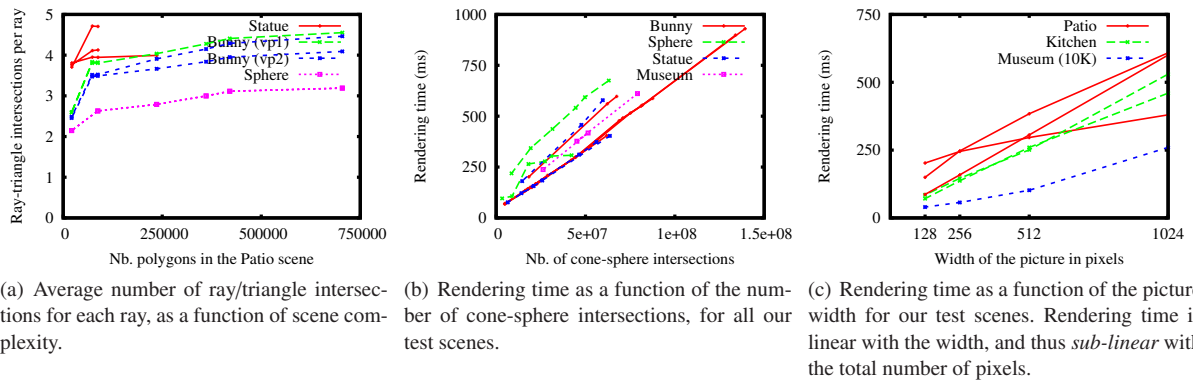 Ray-triangle intersections per ray
5
4
3
2
1
0
0
250000
500000
750000
Nb. polygons in the Patio scene
Statue
Bunny (vp1)
Bunny (vp2)
Sphere
Rendering time (ms)
1000
750
500
250
0
0
5e+07
1e+08
1.5e+08
Nb. of cone-sphere intersections
Bunny
Sphere
Statue
Museum
Rendering time (ms)
750
500
250
0
128
256
512
1024
Width of the picture in pixels
Patio
Kitchen
Museum (10K)
(a) Average number of ray/triangle intersec-
tions for each ray, as a function of scene com-
plexity.
(b) Rendering time as a function of the num-
ber of cone-sphere intersections, for all our
test scenes.
(c) Rendering time as a function of the picture
width for our test scenes. Rendering time i
linear with the width, and thus sub-linear with
the total number of pixels.